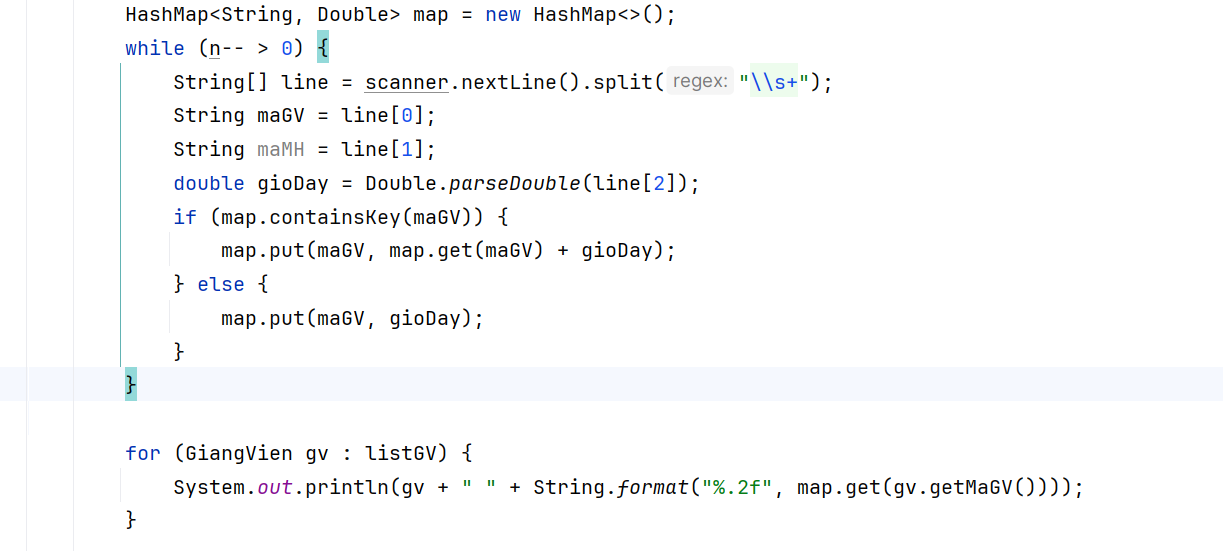 HashMap<String, Double> map = new HashMap<>();
while (n-- > 0) {
String[] line = scanner.nextLine().split( regex: "\\s+");
String maGV = line[0];
String maMH = line[1];
double gioDay = Double.parseDouble(line[2]);
if (map.containsKey(maGV)) {
map.put(maGV, map.get(maGV) + gioDay);
} else {
map.put(maGV, gioDay);
}
}
for (GiangVien gv : listGV) {
System.out.println(gv + " " + String.format("%.2f", map.get(gv.getMaGV())));
}